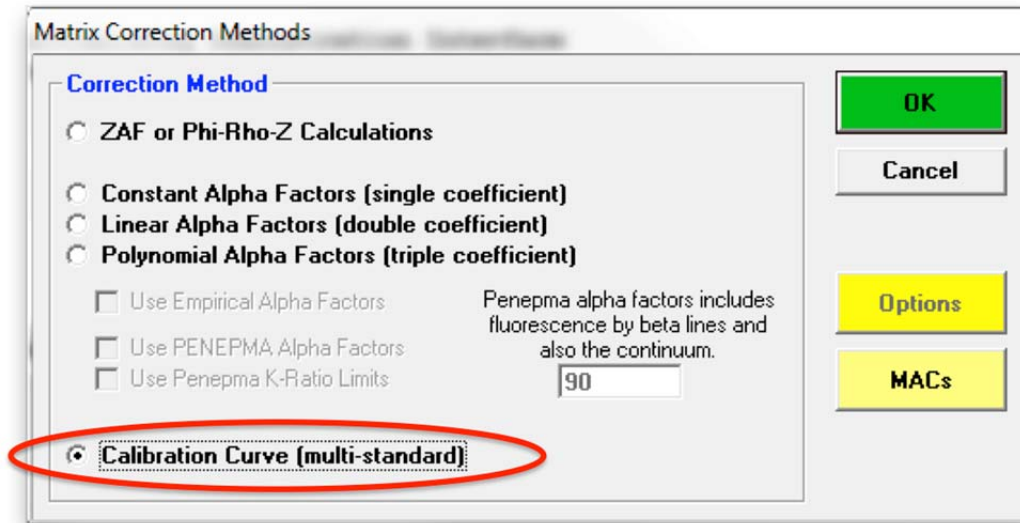 Matrix Correction Methods
Correction Method
ZAF or Phi-Rho-Z Calculations
Constant Alpha Factors (single coefficient)
Linear Alpha Factors (double coefficient)
Polynomial Alpha Factors (triple coefficient)
Use Empirical Alpha Factors
Use PENEPMA Alpha Factors
Use Penepma K-Ratio Limits
Penepma alpha factors includes
fluorescence by beta lines and
also the continuum.
90
Calibration Curve (multi-standard)
OK
Cancel
Options
MACs